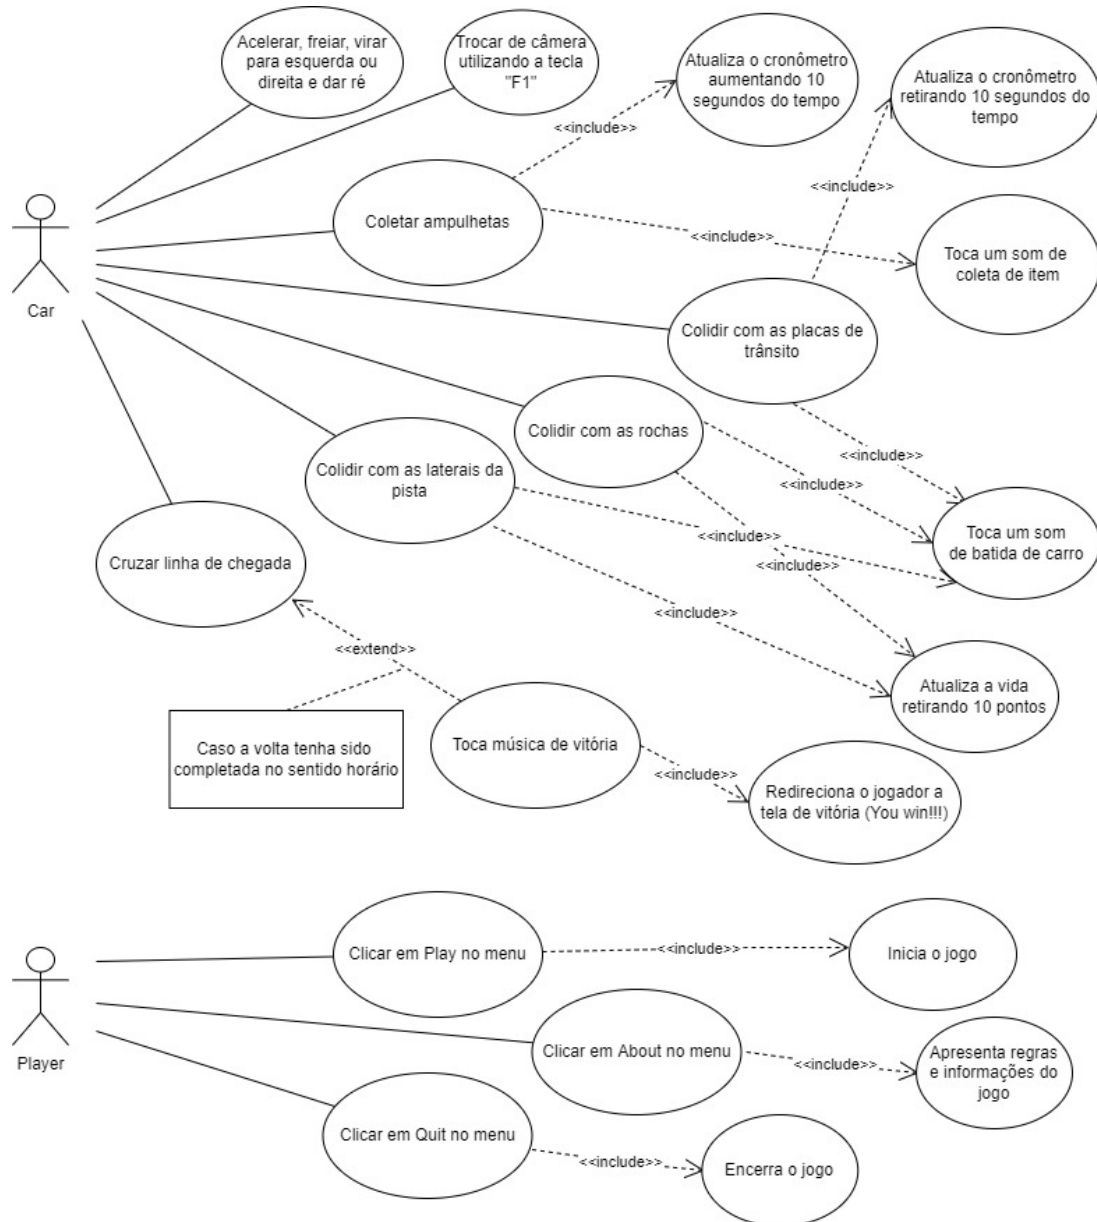 Acelerar, freiar, virar
para esquerda ou
direita e dar ré
Trocar de câmera
utilizando a tecla
"F1"
Atualiza o cronômetro
aumentando 10
segundos do tempo
Atualiza o cronômetro
retirando 10 segundos do
tempo
<<include>>
<<include>>
Coletar ampulhetas
<<include>>
Toca um som de
coleta de item
Car
Colidir com as placas de
trânsito
Colidir com as rochas
Colidir com as laterais da
pista
<<include>>
<<include>>
<<include>>
<<include>>
<<include>>
Toca um som
de batida de carro
Cruzar linha de chegada
<<extend>>
Atualiza a vida
retirando 10 pontos
Caso a volta tenha sido
completada no sentido horário
Toca música de vitória
<<include>>
Redireciona o jogador a
tela de vitória (You win!!!)
Clicar em Play no menu
<<include>>
Inicia o jogo
Player
Clicar em About no menu
<<include>>
Apresenta regras
e informações do
jogo
Clicar em Quit no menu
<<include>>
Encerra o jogo